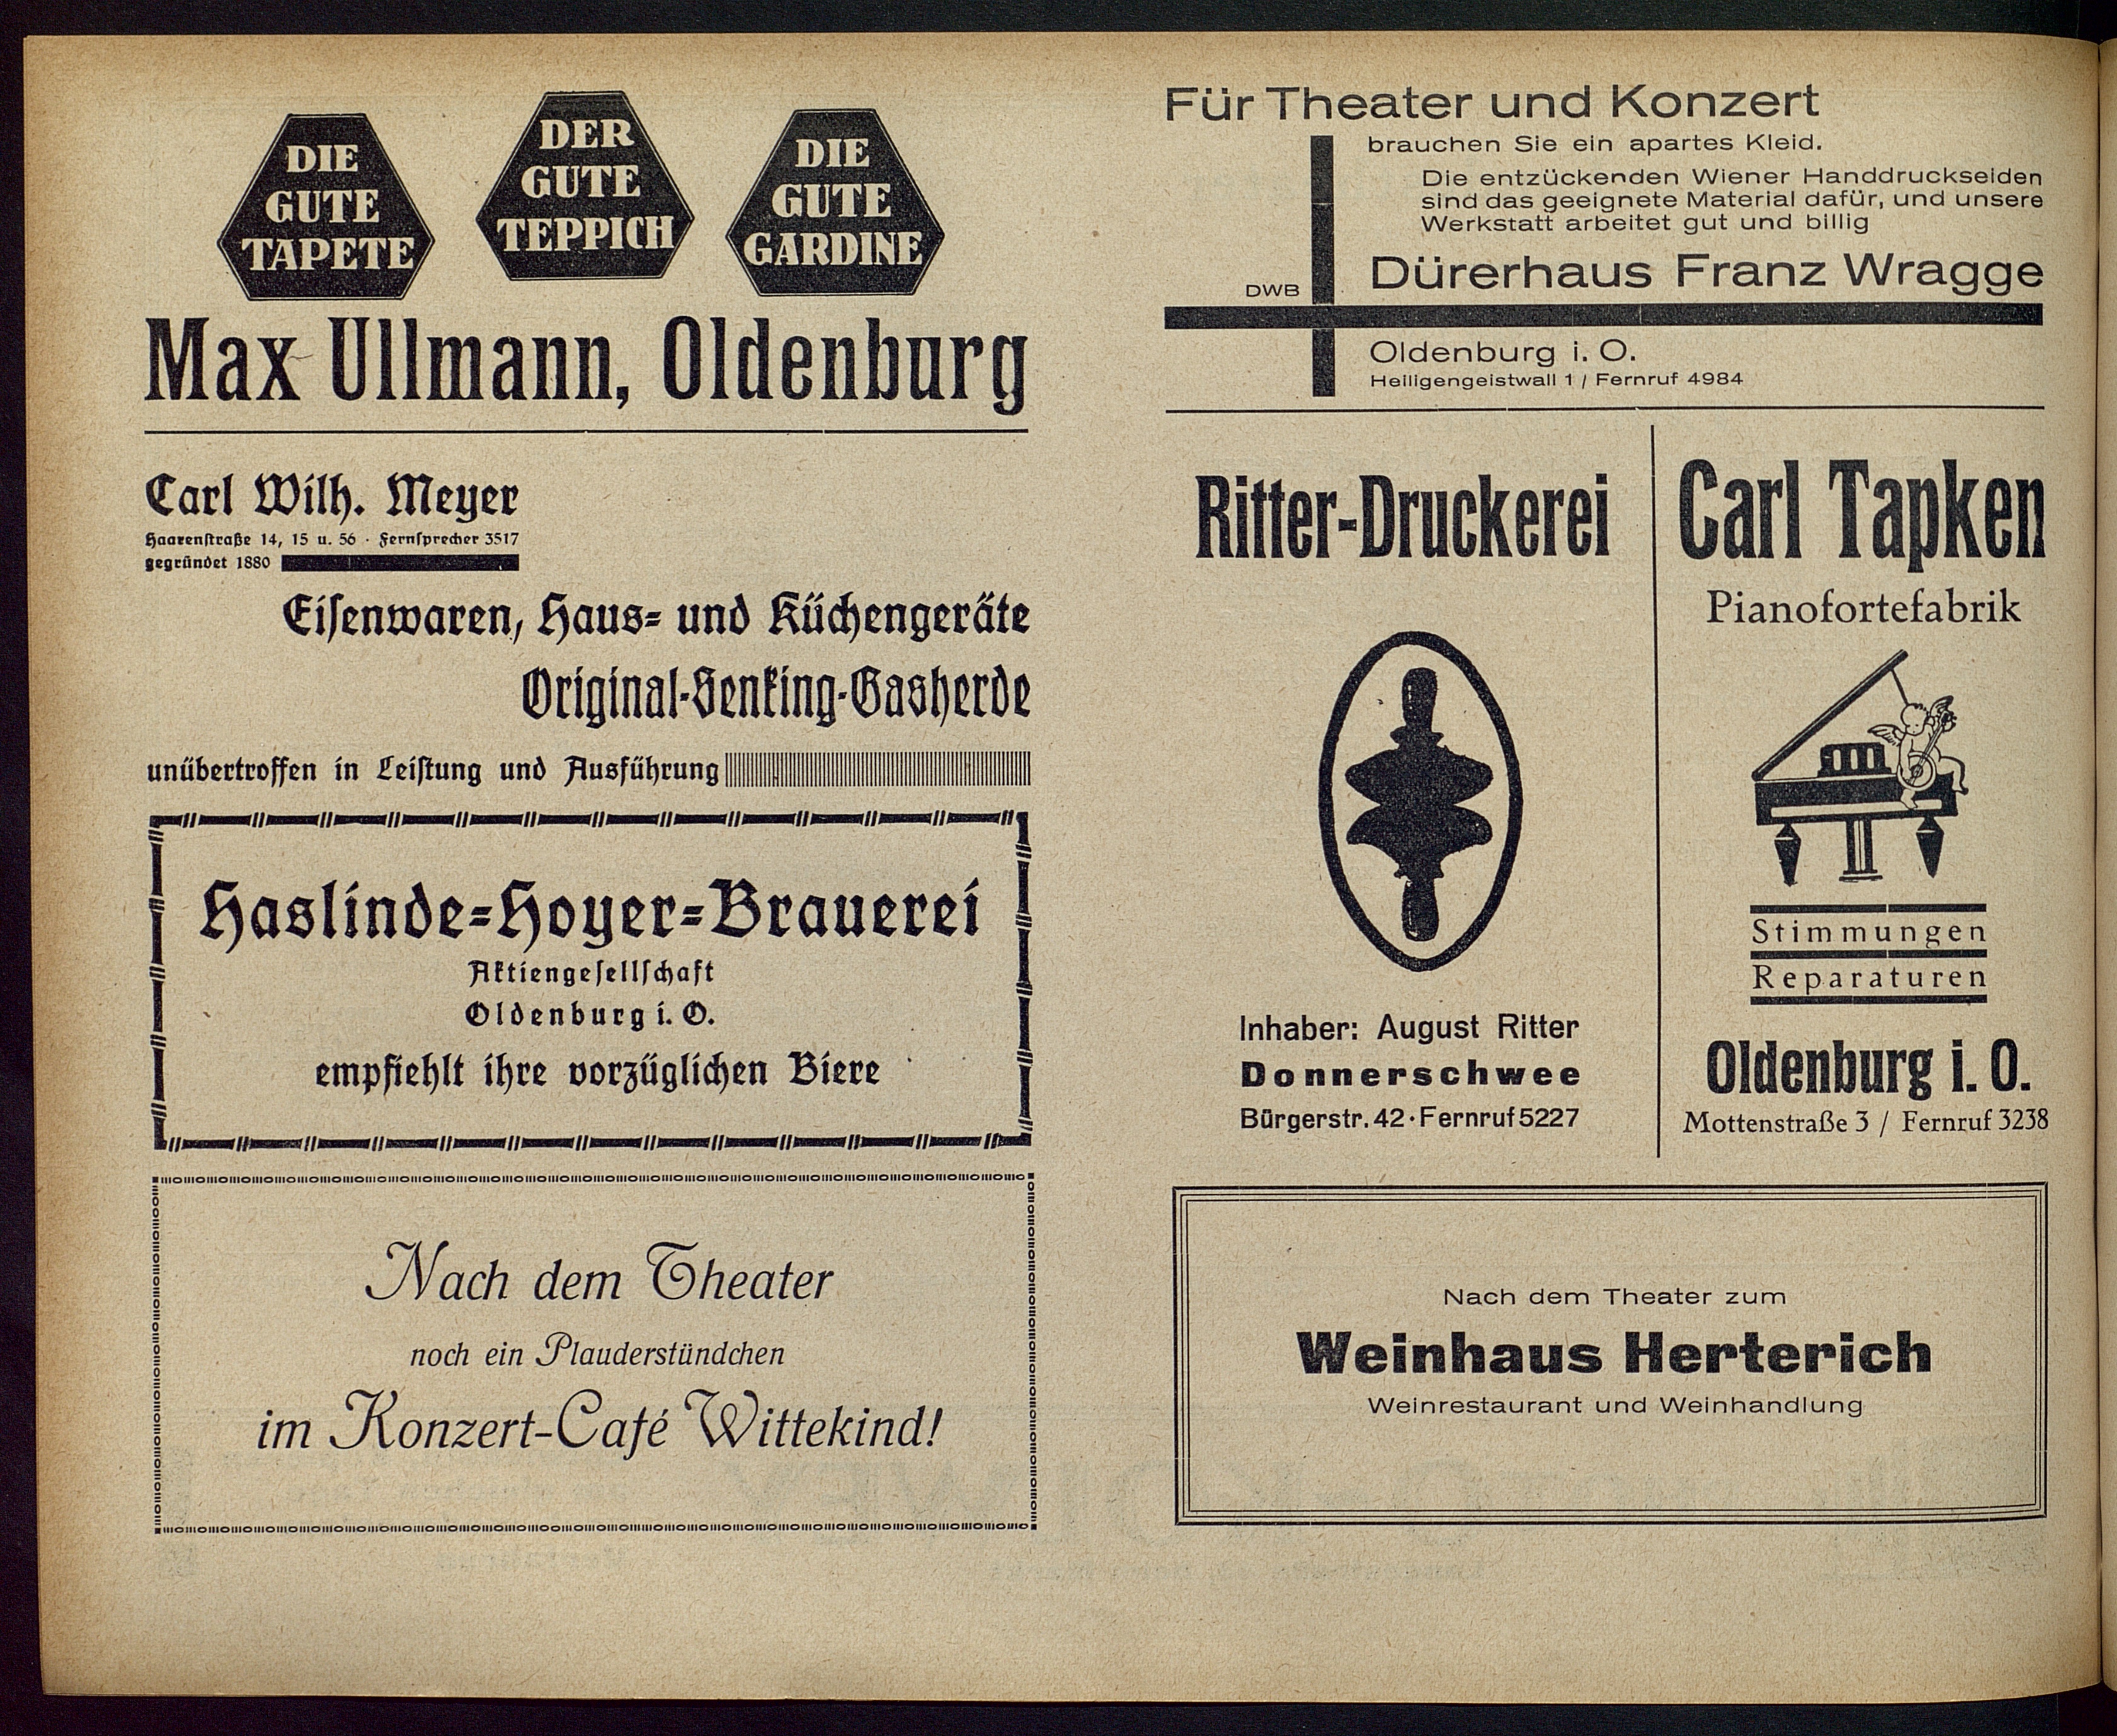 DIE
GUTE
TAPETE
DER
GUTE
TEPPICH
DIE
GUTE
GARDINE
Max Ullmann, Oldenburg
Carl Wilh. Meyer
Haarenstraße 14, 15 u. 56 · Fernsprecher 3517
gegründet 1880
Eisenwaren, Haus- und Küchengeräte
Original-Senking-Gasherde
unübertroffen in Leistung und Ausführung
Haslinde-Hoyer-Brauerei
Aktiengesellschaft
Oldenburg i. O.
empfiehlt ihre vorzüglichen Biere
Nach dem Theater
noch ein Plauderstündchen
im Konzert-Café Wittekind!
Für Theater und Konzert
brauchen Sie ein apartes Kleid.
Die entzückenden Wiener Handdruckseiden
sind das geeignete Material dafür, und unsere
Werkstatt arbeitet gut und billig
DWB
Dürerhaus Franz Wragge
Oldenburg i. O.
Heiligengeistwall 1 / Fernruf 4984
Ritter-Druckerei
Inhaber: August Ritter
Donnerschwee
Bürgerstr. 42 · Fernruf 5227
Carl Tapken
Pianofortefabrik
Stimmungen
Reparaturen
Oldenburg i. O.
Mottenstraße 3 / Fernruf 3238
Nach dem Theater zum
Weinhaus Herterich
Weinrestaurant und Weinhandlung